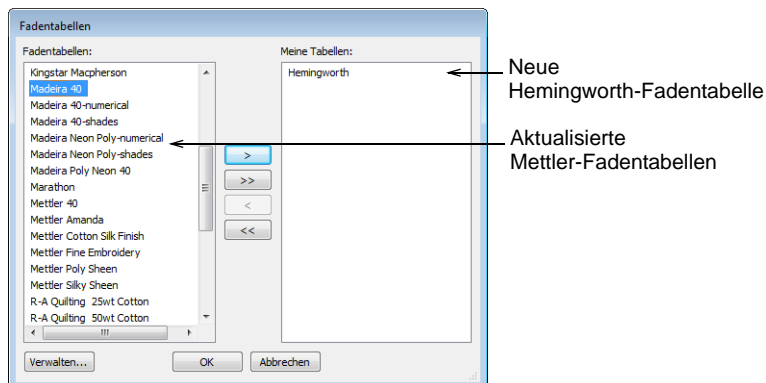 Fadentabellen
Fadentabellen:
Kingstar Macpherson
Madeira 40
Madeira 40-numerical
Madeira 40-shades
Madeira Neon Poly-numerical
Madeira Neon Poly-shades
Madeira Poly Neon 40
Marathon
Mettler 40
Mettler Amanda
Mettler Cotton Silk Finish
Mettler Fine Embroidery
Mettler Poly Sheen
Mettler Silky Sheen
R-A Quilting 25wt Cotton
R-A Quilting 50wt Cotton
>
>>
<
<<
Meine Tabellen:
Hemingworth
Verwalten...
OK
Abbrechen
Neue
Hemingworth-Fadentabelle
Aktualisierte
Mettler-Fadentabellen